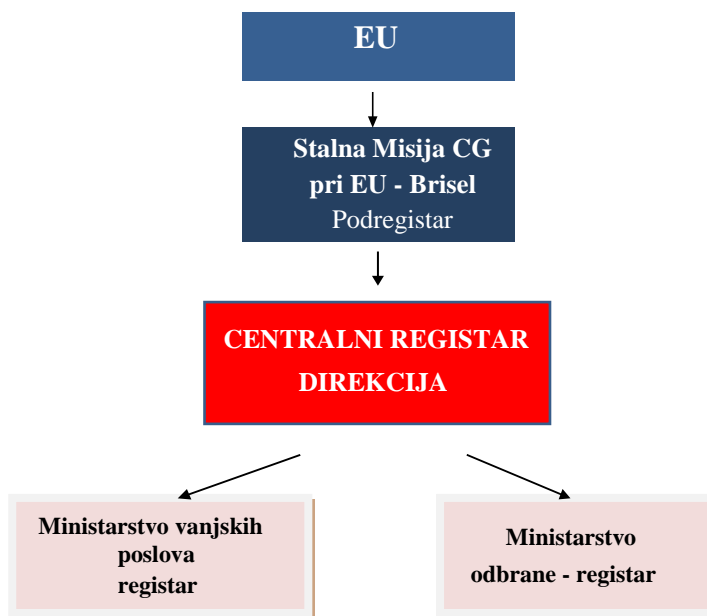 EU
Stalna Misija CG
pri EU - Brisel
Podregistar
CENTRALNI REGISTAR
DIREKCIJA
Ministarstvo vanjskih
poslova
registar
Ministarstvo
odbrane - registar